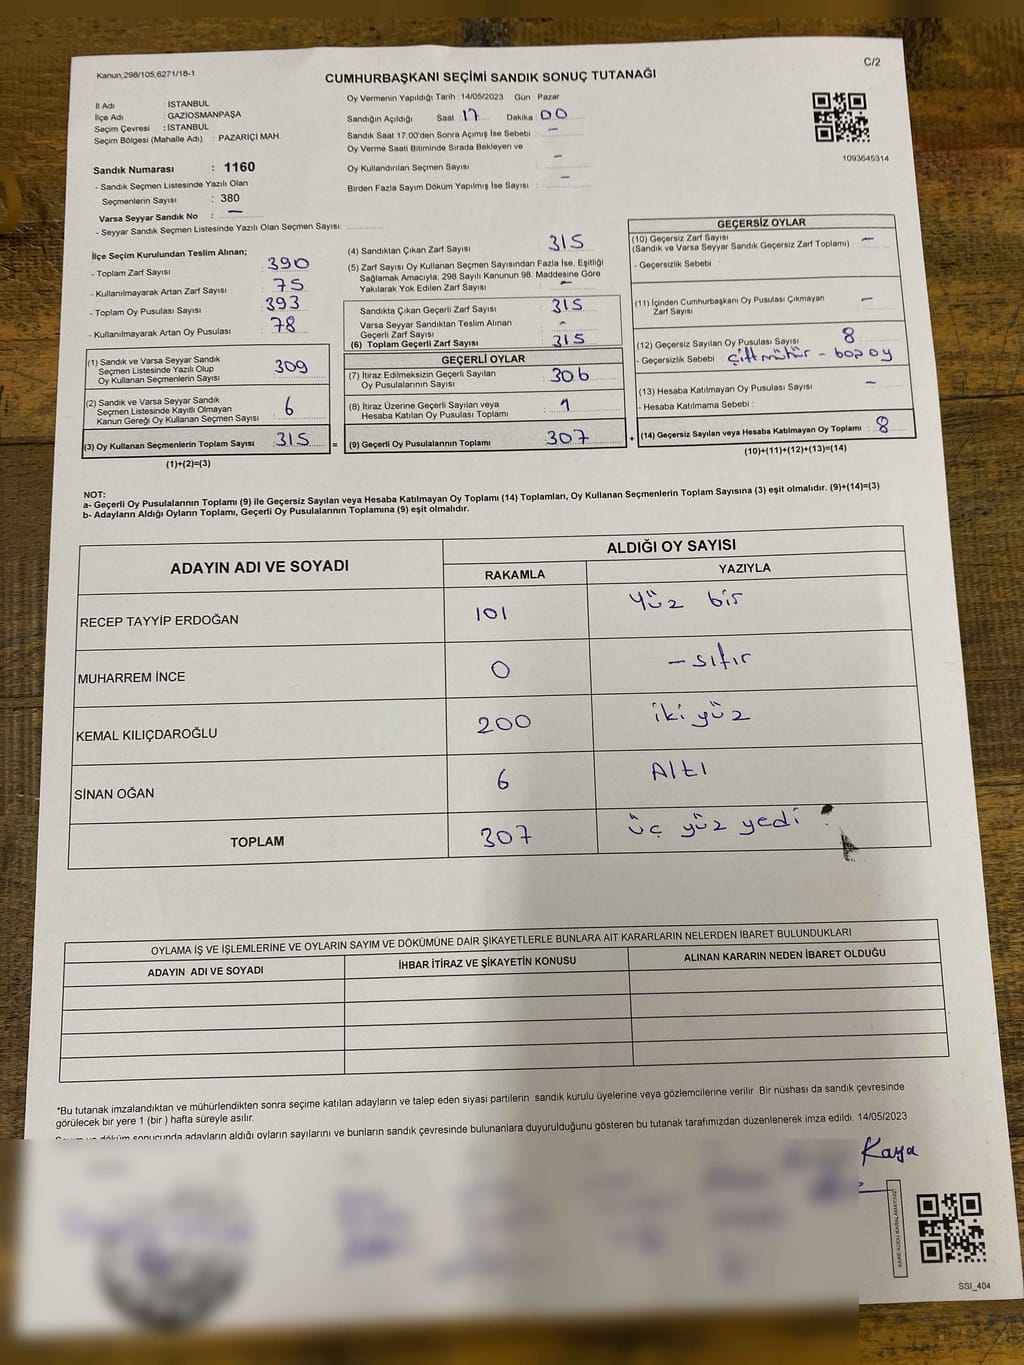 Kanun,298/105,6271/18-1
C/2
CUMHURBAŞKANI SEÇİMİ SANDIK SONUÇ TUTANAĞI
İl Adı : İSTANBUL
İlçe Adı : GAZİOSMANPAŞA
Seçim Çevresi : İSTANBUL
Seçim Bölgesi (Mahalle Adı) : PAZARİÇİ MAH.
Sandık Numarası : 1160
- Sandık Seçmen Listesinde Yazılı Olan
Seçmenlerin Sayısı : 380
Varsa Seyyar Sandık No : -
- Seyyar Sandık Seçmen Listesinde Yazılı Olan Seçmen Sayısı:
Oy Vermenin Yapıldığı Tarih : 14/05/2023 Gün : Pazar
Sandığın Açıldığı Saat : 17 Dakika : 00
Sandık Saat 17.00'den Sonra Açımış İse Sebebi : -
Oy Verme Saati Bitiminde Sırada Bekleyen ve
Oy Kullandırılan Seçmen Sayısı : -
Birden Fazla Sayım Döküm Yapılmış İse Sayısı : -
1093645314
İlçe Seçim Kurulundan Teslim Alınan;
- Toplam Zarf Sayısı : 390
- Kullanılmayarak Artan Zarf Sayısı : 75
- Toplam Oy Pusulası Sayısı : 393
- Kullanılmayarak Artan Oy Pusulası : 78
(1) Sandık ve Varsa Seyyar Sandık
Seçmen Listesinde Yazılı Olup
Oy Kullanan Seçmenlerin Sayısı : 309
(2) Sandık ve Varsa Seyyar Sandık
Seçmen Listesinde Kayıtlı Olmayan
Kanun Gereği Oy Kullanan Seçmen Sayısı : 6
(3) Oy Kullanan Seçmenlerin Toplam Sayısı : 315 =
(1)+(2)=(3)
(4) Sandıktan Çıkan Zarf Sayısı : 315
(5) Zarf Sayısı Oy Kullanan Seçmen Sayısından Fazla İse, Eşitliği
Sağlamak Amacıyla, 298 Sayılı Kanunun 98. Maddesine Göre
Yakılarak Yok Edilen Zarf Sayısı : -
Sandıkta Çıkan Geçerli Zarf Sayısı : 315
Varsa Seyyar Sandıktan Teslim Alınan
Geçerli Zarf Sayısı : -
(6) Toplam Geçerli Zarf Sayısı : 315
GEÇERLİ OYLAR
(7) İtiraz Edilmeksizin Geçerli Sayılan
Oy Pusulalarının Sayısı : 306
(8) İtiraz Üzerine Geçerli Sayılan veya
Hesaba Katılan Oy Pusulası Toplamı : 1
(9) Geçerli Oy Pusulalarının Toplamı : 307 +
GEÇERSİZ OYLAR
(10) Geçersiz Zarf Sayısı
(Sandık ve Varsa Seyyar Sandık Geçersiz Zarf Toplamı) : -
- Geçersizlik Sebebi :
(11) İçinden Cumhurbaşkanı Oy Pusulası Çıkmayan
Zarf Sayısı : -
(12) Geçersiz Sayılan Oy Pusulası Sayısı : 8
- Geçersizlik Sebebi : Çift mühür - boş oy
(13) Hesaba Katılmayan Oy Pusulası Sayısı : -
- Hesaba Katılmama Sebebi :
(14) Geçersiz Sayılan veya Hesaba Katılmayan Oy Toplamı : 8
(10)+(11)+(12)+(13)=(14)
NOT:
a- Geçerli Oy Pusulalarının Toplamı (9) ile Geçersiz Sayılan veya Hesaba Katılmayan Oy Toplamı (14) Toplamları, Oy Kullanan Seçmenlerin Toplam Sayısına (3) eşit olmalıdır. (9)+(14)=(3)
b- Adayların Aldığı Oyların Toplamı, Geçerli Oy Pusulalarının Toplamına (9) eşit olmalıdır.
ADAYIN ADI VE SOYADI
ALDIĞI OY SAYISI
RAKAMLA YAZIYLA
RECEP TAYYİP ERDOĞAN 101 Yüz bir
MUHARREM İNCE 0 - sıfır
KEMAL KILIÇDAROĞLU 200 iki yüz
SİNAN OĞAN 6 Altı
TOPLAM 307 üç yüz yedi
OYLAMA İŞ VE İŞLEMLERİNE VE OYLARIN SAYIM VE DÖKÜMÜNE DAİR ŞİKAYETLERLE BUNLARA AİT KARARLARIN NELERDEN İBARET BULUNDUKLARI
ADAYIN ADI VE SOYADI İHBAR İTİRAZ VE ŞİKAYETİN KONUSU ALINAN KARARIN NEDEN İBARET OLDUĞU
*Bu tutanak imzalandıktan ve mühürlendikten sonra seçime katılan adayların ve talep eden siyasi partilerin sandık kurulu üyelerine veya gözlemcilerine verilir .Bir nüshası da sandık çevresinde
görülecek bir yere 1 (bir ) hafta süreyle asılır.
Sayım ve döküm sonucunda adayların aldığı oyların sayılarını ve bunların sandık çevresinde bulunanlara duyurulduğunu gösteren bu tutanak tarafımızdan düzenlenerek imza edildi. 14/05/2023
Kaya
KARE KODU KARALAMAYINIZ
SSI_404